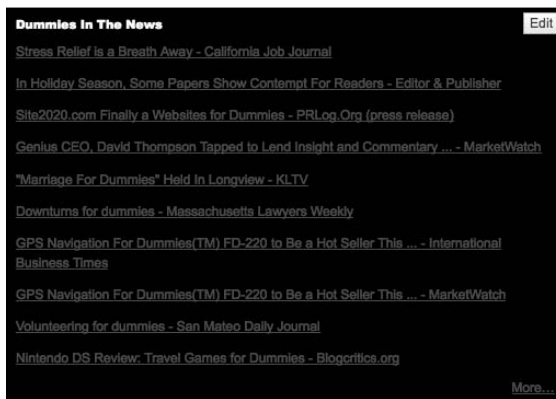 Dummies In The News
Edit
Stress Relief is a Breath Away - California Job Journal
In Holiday Season, Some Papers Show Contempt For Readers - Editor & Publisher
Site2020.com Finally a Websites for Dummies - PRLog.Org (press release)
Genius CEO, David Thompson Tapped to Lend Insight and Commentary ... - MarketWatch
"Marriage For Dummies" Held In Longview - KLTV
Downturns for dummies - Massachusetts Lawyers Weekly
GPS Navigation For Dummies(TM) FD-220 to Be a Hot Seller This ... - International
Business Times
GPS Navigation For Dummies(TM) FD-220 to Be a Hot Seller This ... - MarketWatch
Volunteering for dummies - San Mateo Daily Journal
Nintendo DS Review: Travel Games for Dummies - Blogcritics.org
More...